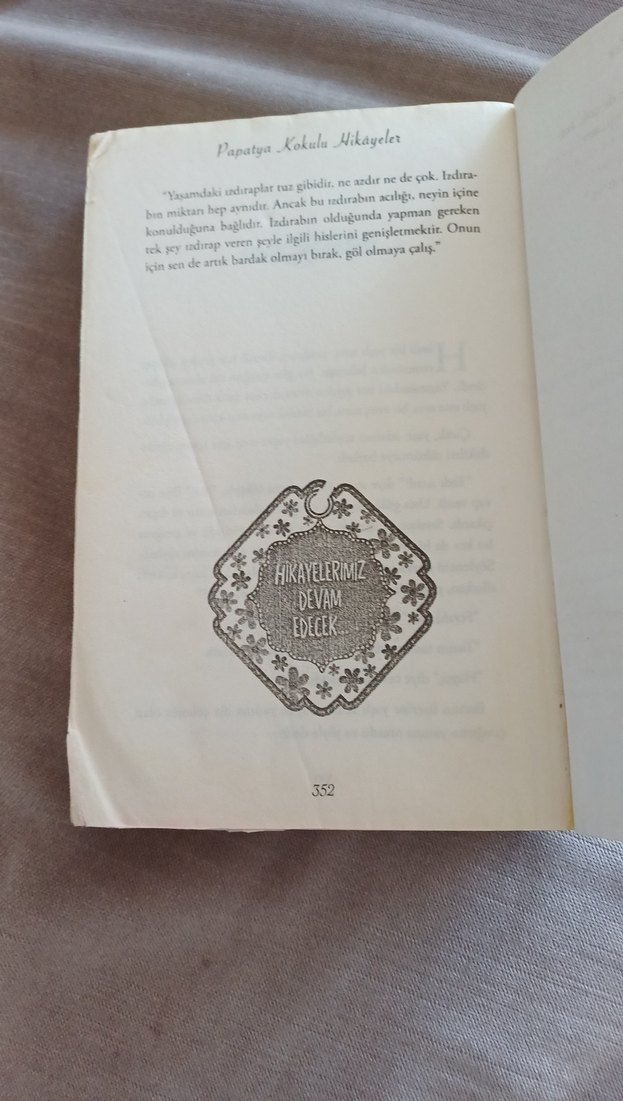 Papatya Kokulu Hikâyeler
"Yaşamdaki ızdıraplar tuz gibidir, ne azdır ne de çok. Izdıra-
bın miktarı hep aynıdır. Ancak bu ızdırabın acılığı, neyin içine
konulduğuna bağlıdır. Izdırabın olduğunda yapman gereken
tek şey ızdırap veren şeyle ilgili hislerini genişletmektir. Onun
için sen de artık bardak olmayı bırak, göl olmaya çalış."
HİKAYELERİMİZ
DEVAM
EDECEK...
352